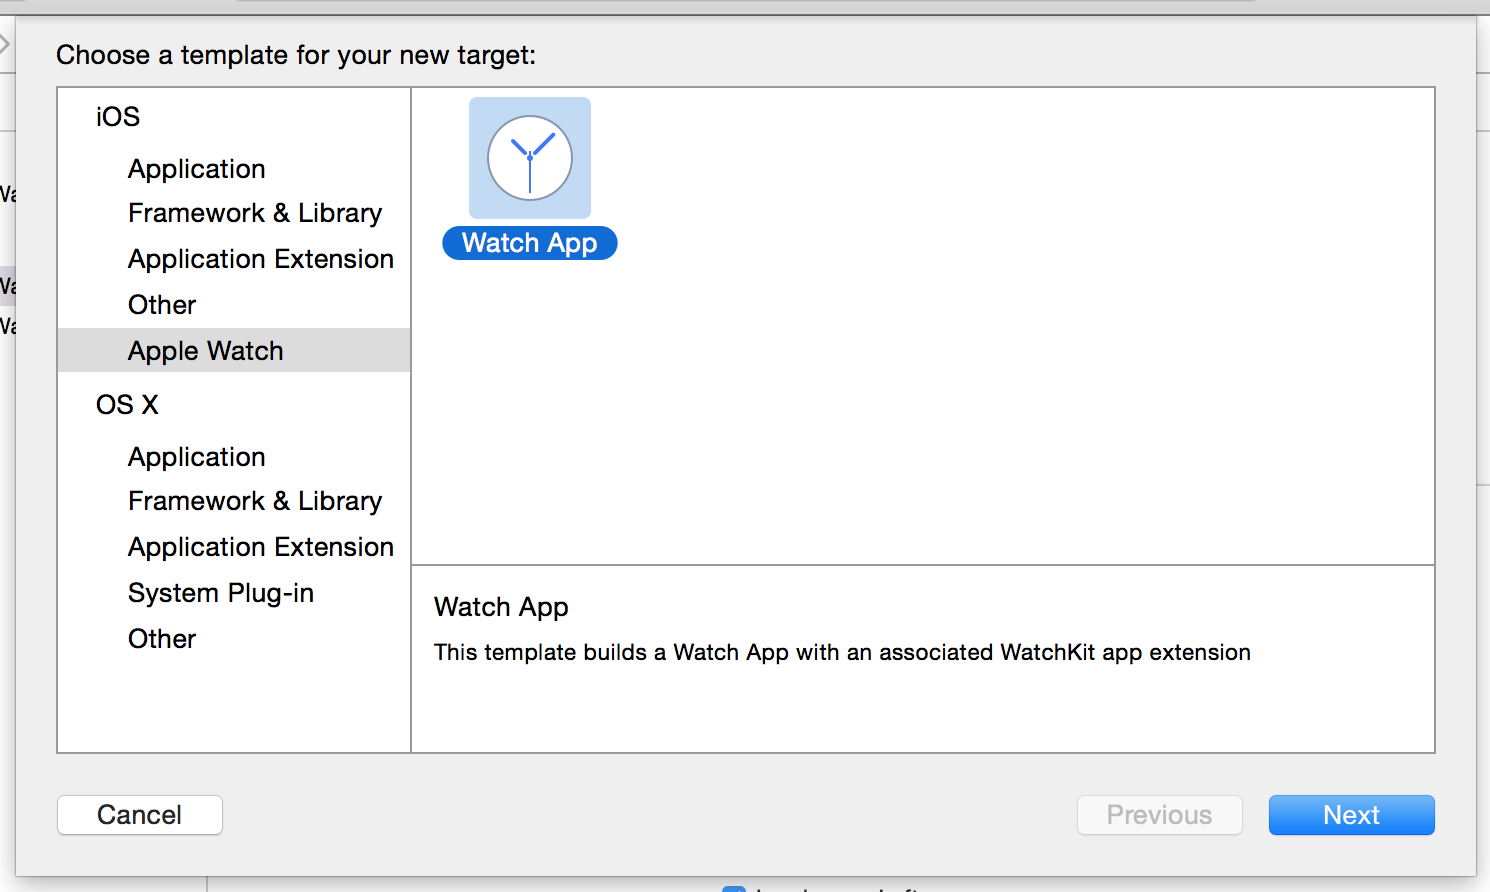 Choose a template for your new target:
iOS
Application
Framework & Library
Application Extension
Other
Apple Watch
OS X
Application
Framework & Library
Application Extension
System Plug-in
Other
Watch App
Watch App
This template builds a Watch App with an associated WatchKit app extension
Cancel
Previous
Next